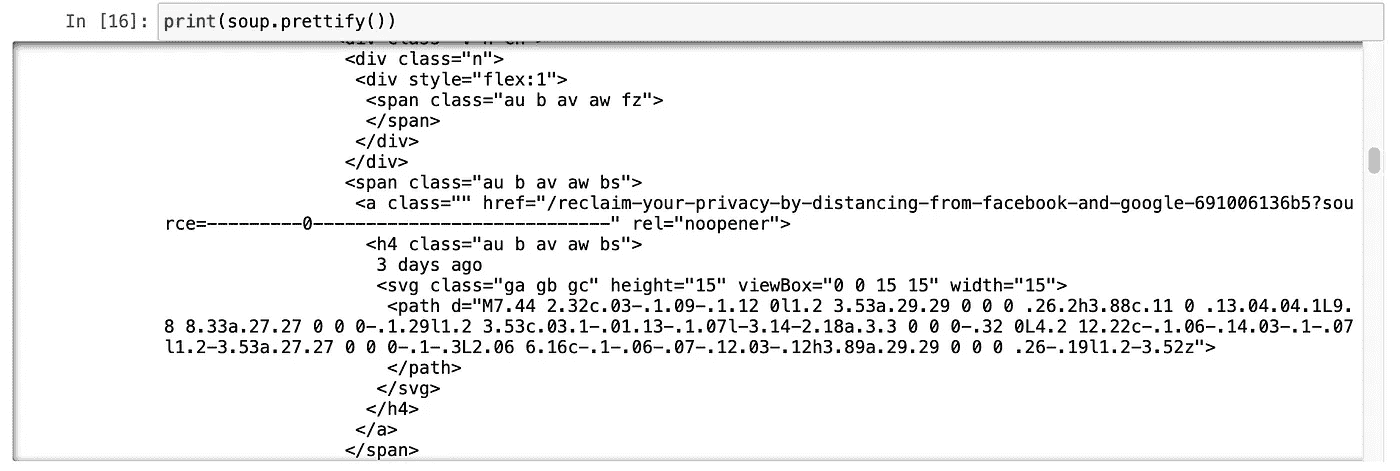 In [16]: print(soup.prettify())
<div class="n">
<div style="flex:1">
<span class="au b av aw fz">
</span>
</div>
</div>
<span class="au b av aw bs">
<a class="" href="/reclaim-your-privacy-by-distancing-from-facebook-and-google-691006136b5?sou
rce=---------0----------------------------" rel="noopener">
<h4 class="au b av aw bs">
3 days ago
<svg class="ga gb gc" height="15" viewBox="0 0 15 15" width="15">
<path d="M7.44 2.32c.03-.1.09-.1.12 0l1.2 3.53a.29.29 0 0 0 .26.2h3.88c.11 0 .13.04.04.1L9.
8 8.33a.27.27 0 0 0-.1.29l1.2 3.53c.03.1-.01.13-.1.07l-3.14-2.18a.3.3 0 0 0-.32 0L4.2 12.22c-.1.06-.14.03-.1-.07
l1.2-3.53a.27.27 0 0 0-.1-.3L2.06 6.16c-.1-.06-.07-.12.03-.12h3.89a.29.29 0 0 0 .26-.19l1.2-3.52z">
</path>
</svg>
</h4>
</a>
</span>